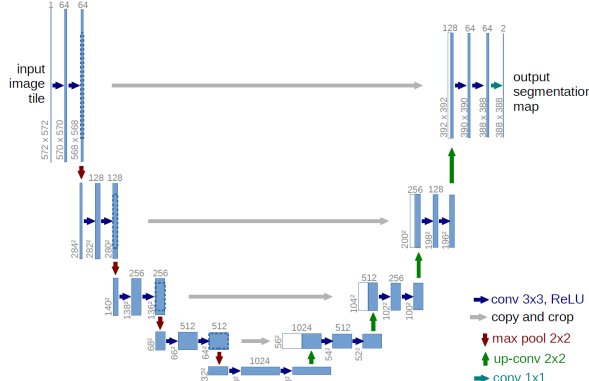 1 64 64
input
image
tile
572 x 572
570 x 570
568 x 568
128 64 64 2
output
segmentation
map
392 x 392
390 x 390
388 x 388
388 x 388
128 128
284²
282²
280²
256 128
200²
198²
196²
256 256
140²
138²
136²
512 256
104²
102²
100²
512 512
68²
66²
64²
1024 512
56²
54²
52²
1024
32²
conv 3x3, ReLU
copy and crop
max pool 2x2
up-conv 2x2
conv 1x1